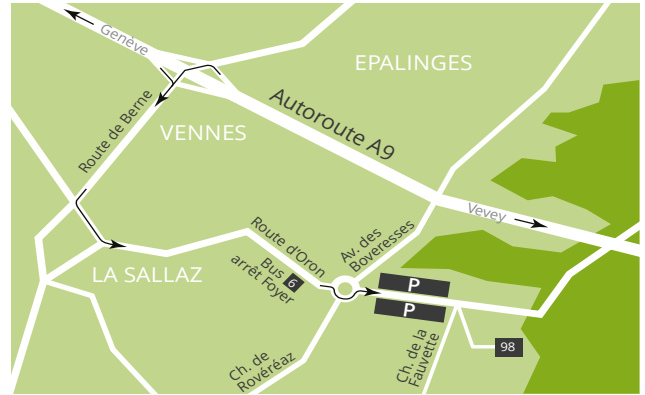 Genève
EPALINGES
Autoroute A9
Route de Berne
VENNES
Vevey
Route d'Oron
Av. des
Boveresses
Bus 6
arrêt Foyer
LA SALLAZ
P
P
Ch. de la
Fauvette
98
Ch. de
Rovéréaz